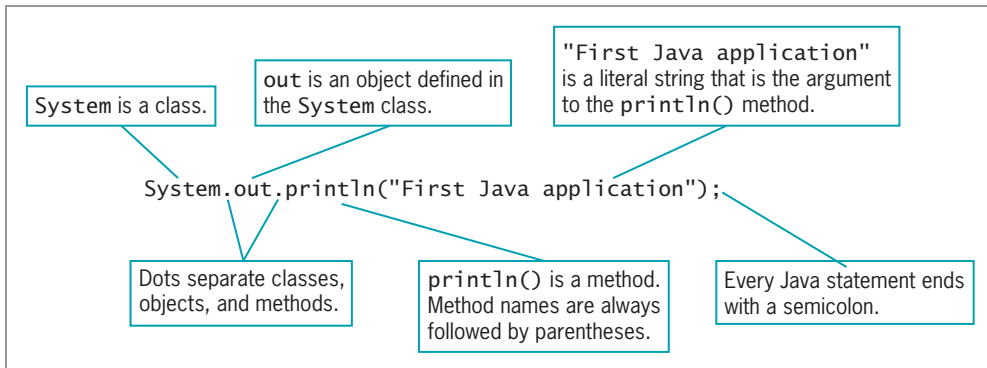 "First Java application"
is a literal string that is the argument
to the println() method.
out is an object defined in
the System class.
System is a class.
System.out.println("First Java application");
Dots separate classes,
objects, and methods.
println() is a method.
Method names are always
followed by parentheses.
Every Java statement ends
with a semicolon.